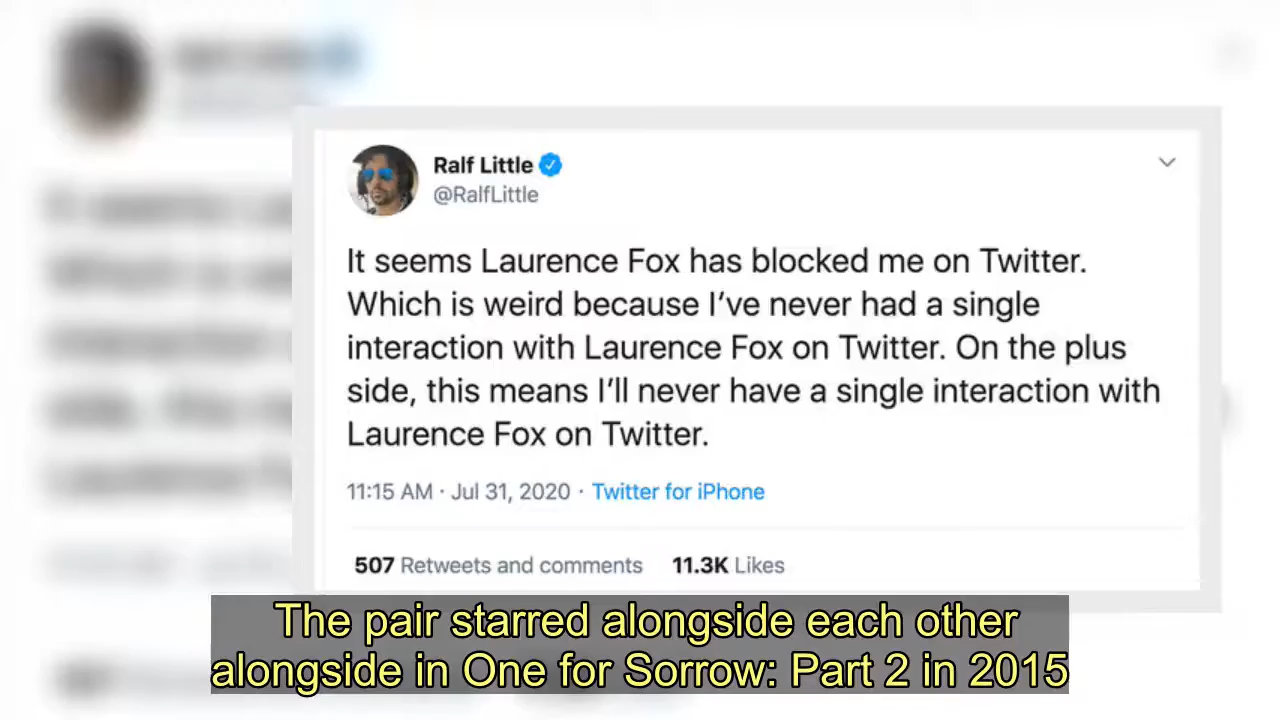 Ralf Little
@RalfLittle
It seems Laurence Fox has blocked me on Twitter.
Which is weird because I've never had a single
interaction with Laurence Fox on Twitter. On the plus
side, this means I'll never have a single interaction with
Laurence Fox on Twitter.
11:15 AM · Jul 31, 2020 · Twitter for iPhone
507 Retweets and comments 11.3K Likes
The pair starred alongside each other
alongside in One for Sorrow: Part 2 in 2015